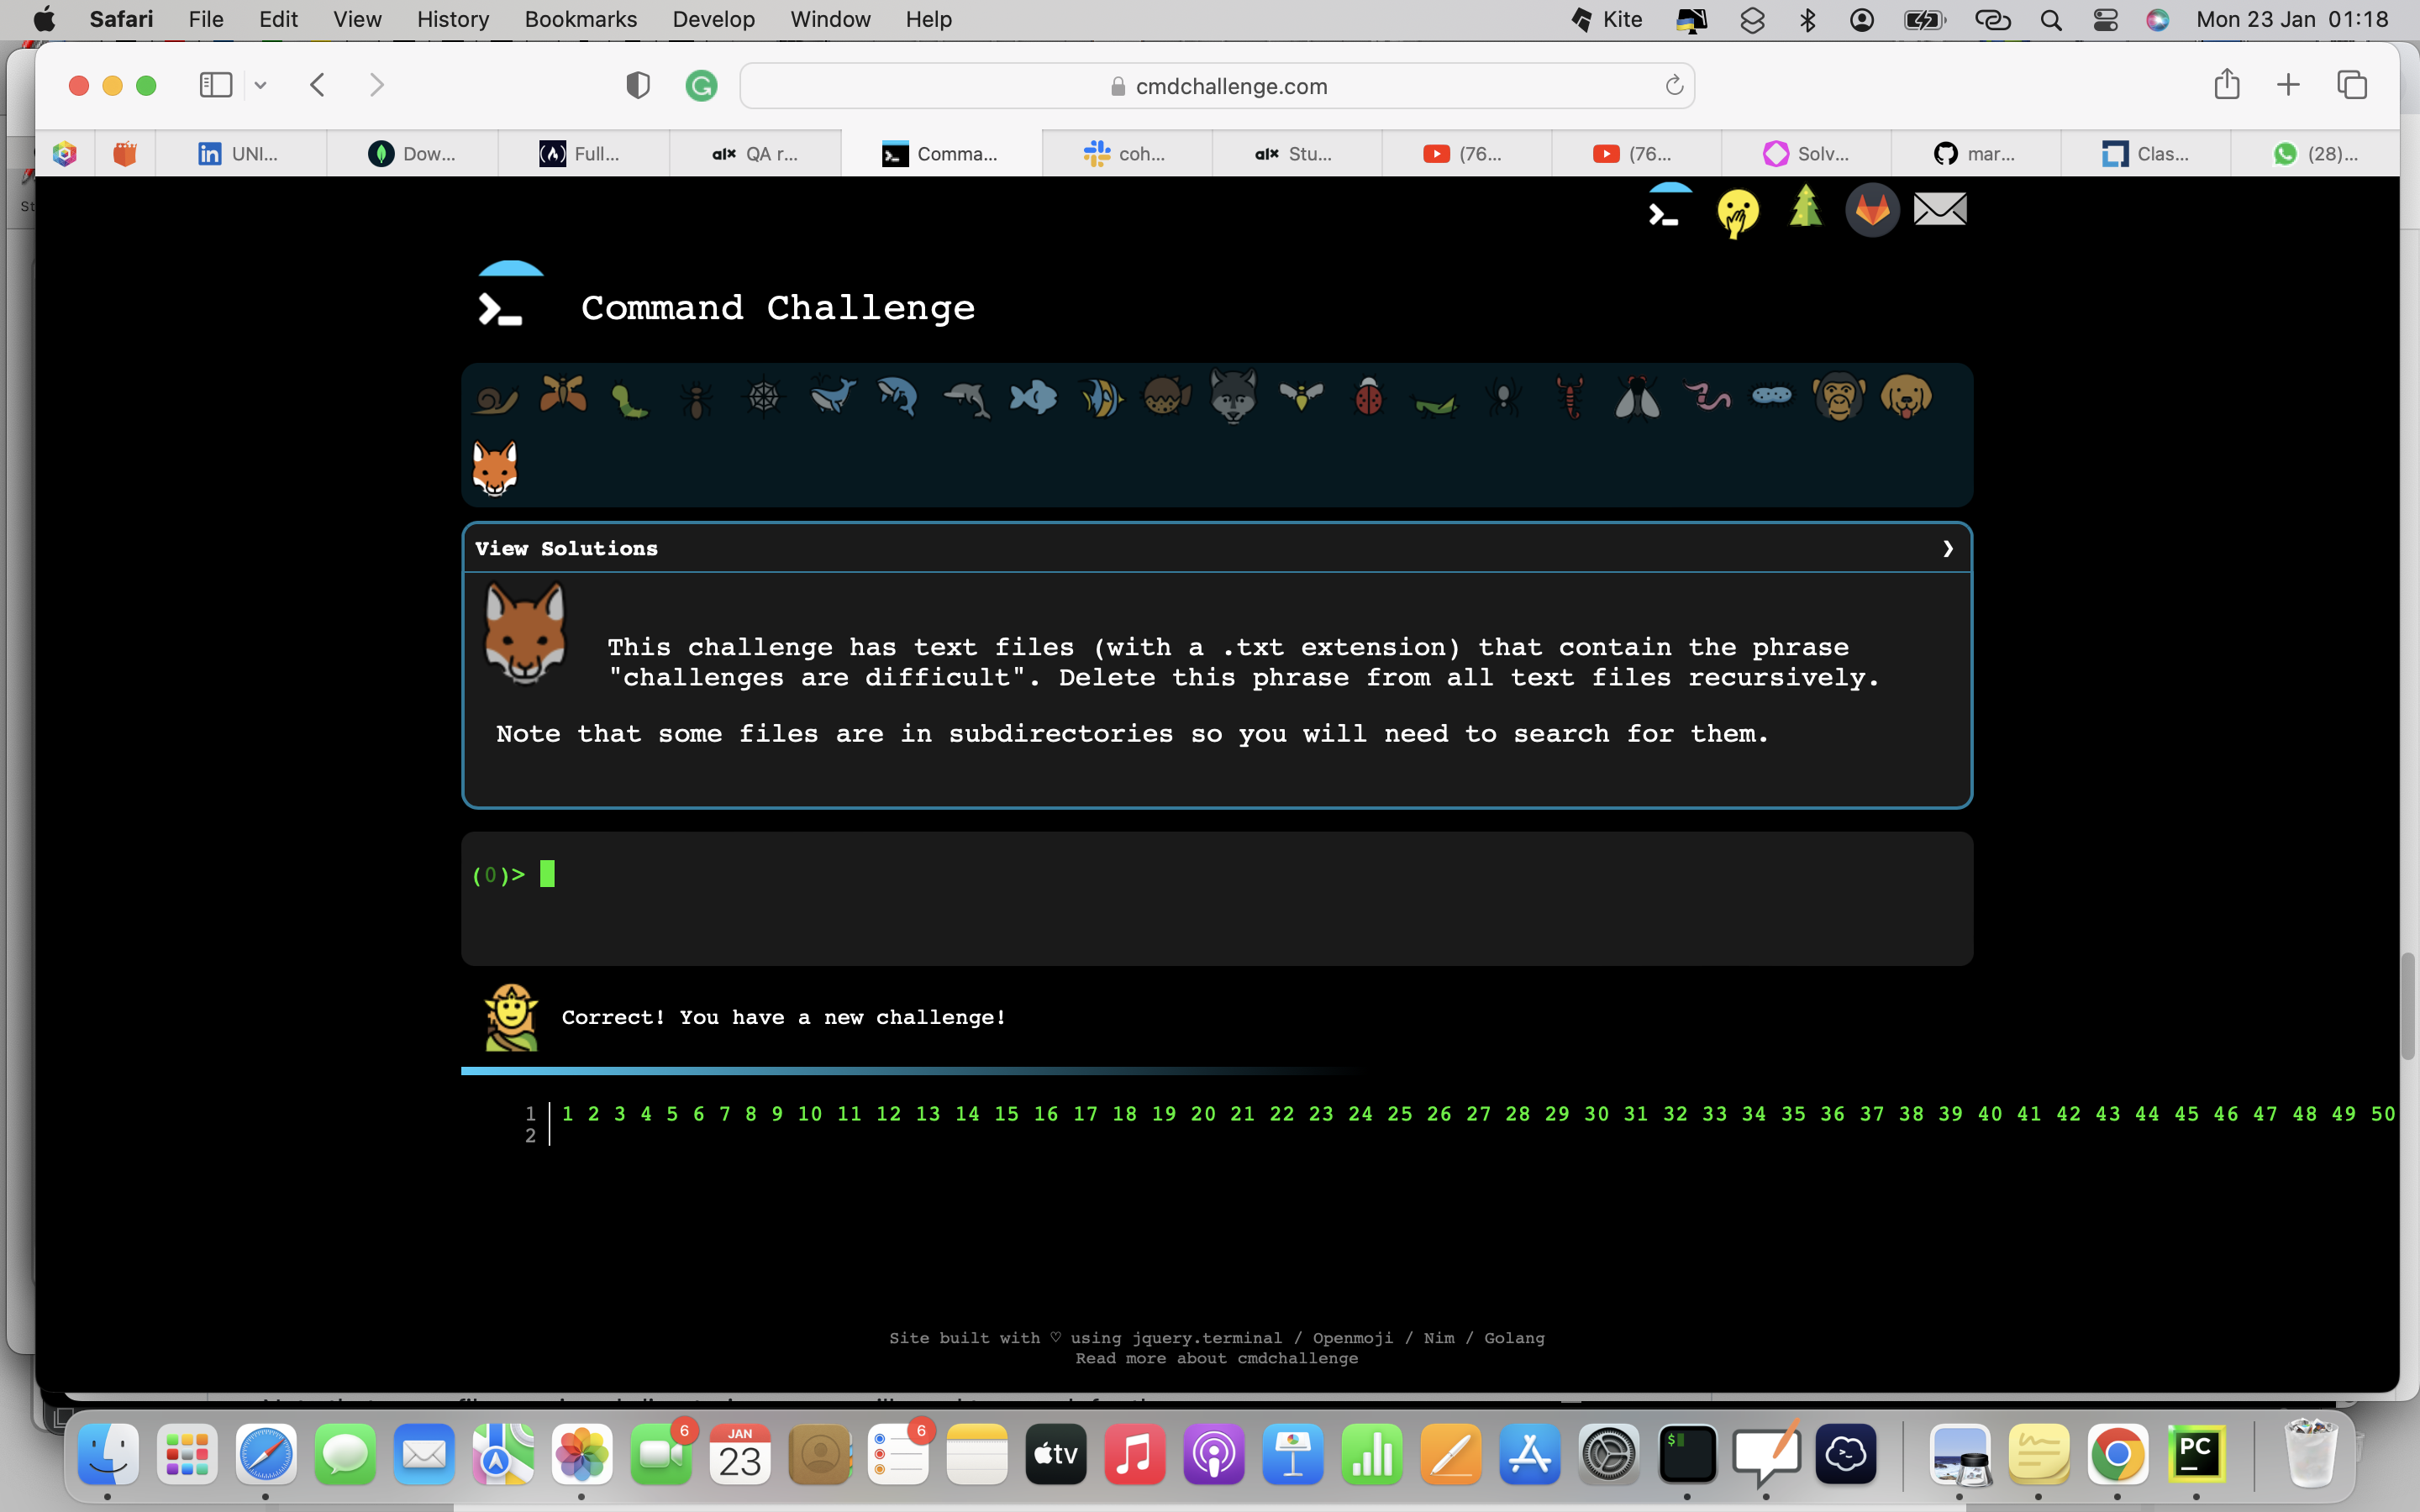 Safari File Edit View History Bookmarks Develop Window Help Kite Mon 23 Jan 01:18
cmdchallenge.com
UNI... Dow... Full... alx QA r... Comma... coh... alx Stu... (76... (76... Solv... mar... Clas... (28)...
St
Command Challenge
View Solutions ❯
This challenge has text files (with a .txt extension) that contain the phrase
"challenges are difficult". Delete this phrase from all text files recursively.
Note that some files are in subdirectories so you will need to search for them.
(0)>
Correct! You have a new challenge!
1 1 2 3 4 5 6 7 8 9 10 11 12 13 14 15 16 17 18 19 20 21 22 23 24 25 26 27 28 29 30 31 32 33 34 35 36 37 38 39 40 41 42 43 44 45 46 47 48 49 50
2
Site built with ♡ using jquery.terminal / Openmoji / Nim / Golang
Read more about cmdchallenge
6 JAN 23 6 tv $ PC